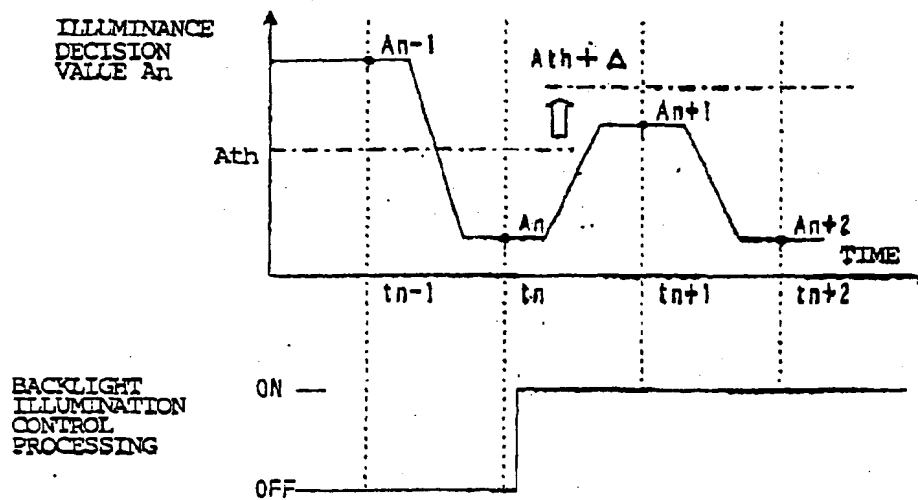 ILLUMINANCE
DECISION
VALUE An
An-1
Ath + Δ
An+1
Ath
An
An+2
TIME
tn-1
tn
tn+1
tn+2
BACKLIGHT
ILLUMINATION
CONTROL
PROCESSING
ON
OFF